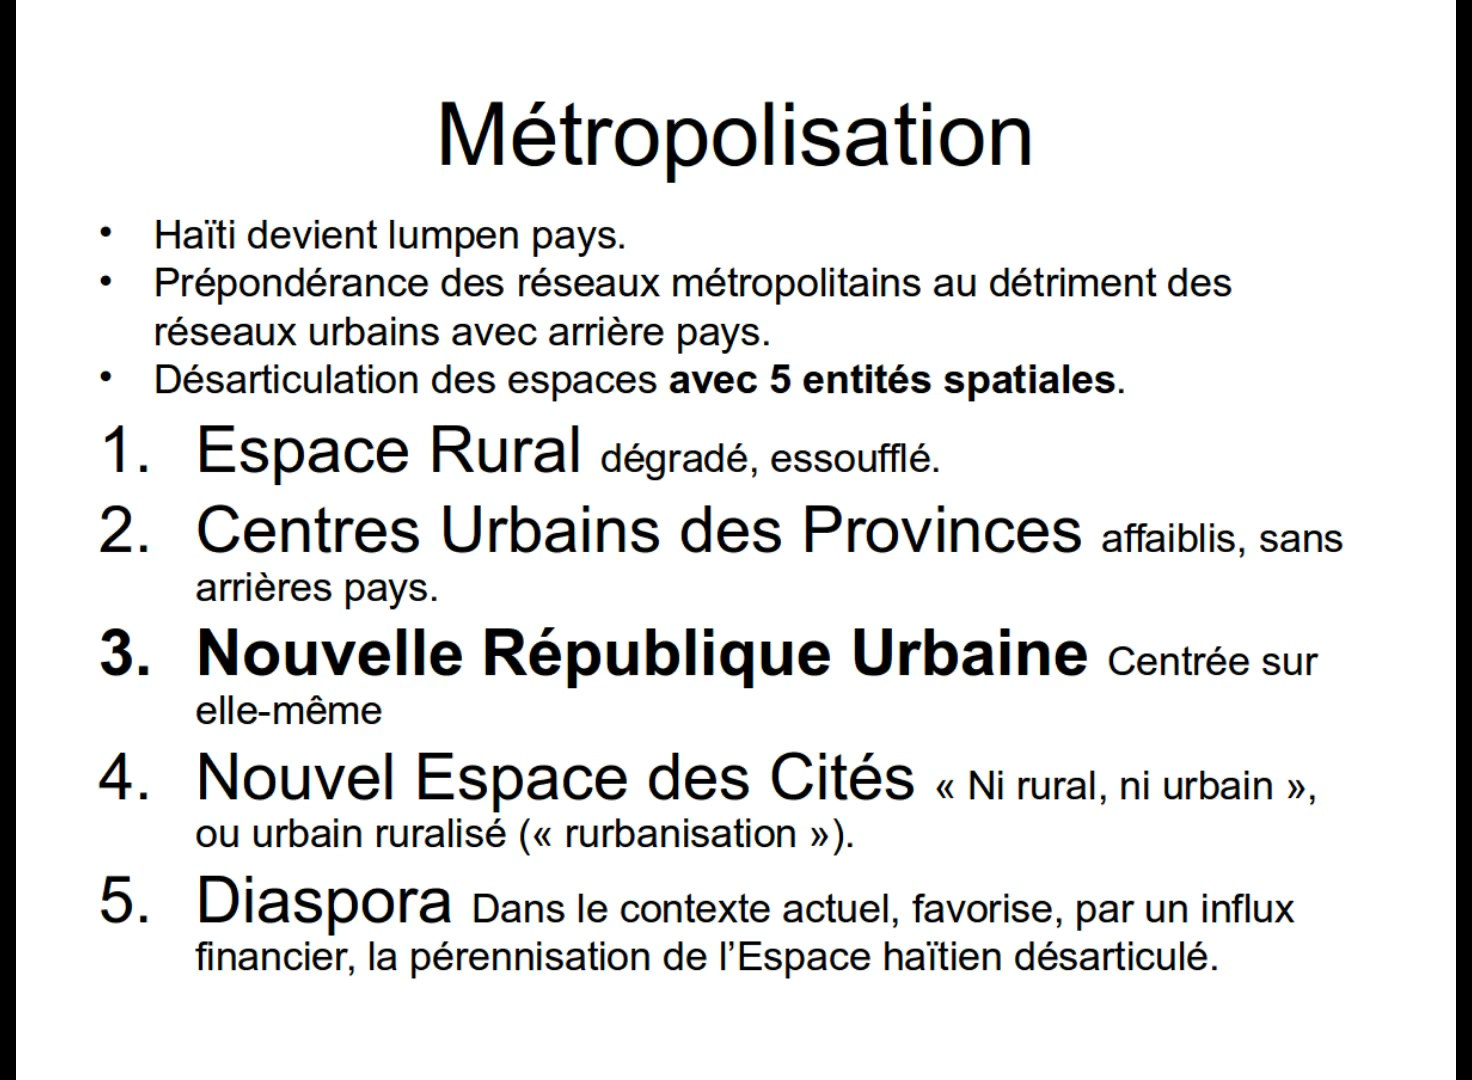 Métropolisation
• Haïti devient lumpen pays.
• Prépondérance des réseaux métropolitains au détriment des
réseaux urbains avec arrière pays.
• Désarticulation des espaces avec 5 entités spatiales.
1. Espace Rural dégradé, essoufflé.
2. Centres Urbains des Provinces affaiblis, sans
arrières pays.
3. Nouvelle République Urbaine Centrée sur
elle-même
4. Nouvel Espace des Cités « Ni rural, ni urbain »,
ou urbain ruralisé (« rurbanisation »).
5. Diaspora Dans le contexte actuel, favorise, par un influx
financier, la pérennisation de l’Espace haïtien désarticulé.